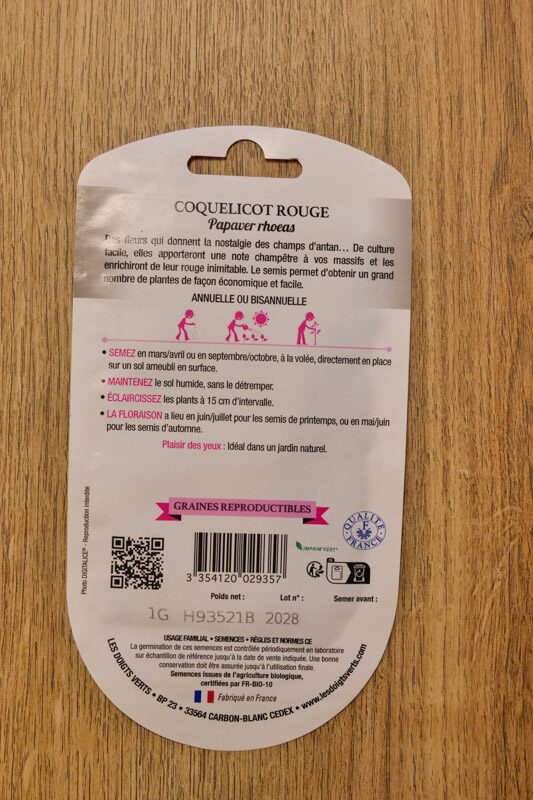 COQUELICOT ROUGE
Papaver rhoeas
Des fleurs qui donnent la nostalgie des champs d'antan… De culture
facile, elles apporteront une note champêtre à vos massifs et les
enrichiront de leur rouge inimitable. Le semis permet d'obtenir un grand
nombre de plantes de façon économique et facile.
ANNUELLE OU BISANNUELLE
• SEMEZ en mars/avril ou en septembre/octobre, à la volée, directement en place
sur un sol ameubli en surface.
• MAINTENEZ le sol humide, sans le détremper.
• ÉCLAIRCISSEZ les plants à 15 cm d'intervalle.
• LA FLORAISON a lieu en juin/juillet pour les semis de printemps, ou en mai/juin
pour les semis d'automne.
Plaisir des yeux : Idéal dans un jardin naturel.
GRAINES REPRODUCTIBLES
QUALITÉ
F
FRANCE
Photo DIGITALICE® - Reproduction interdite
IMPRIM'VERT®
3 354120 029357
Poids net : Lot n° : Semer avant :
1G H93521B 2028
USAGE FAMILIAL • SEMENCES • RÈGLES ET NORMES CE
La germination de ces semences est contrôlée périodiquement en laboratoire
sur échantillon de référence jusqu'à la date de vente indiquée. Une bonne
conservation doit être assurée jusqu'à l'utilisation finale.
Semences issues de l'agriculture biologique,
certifiées par FR-BIO-10
Fabriqué en France
LES DOIGTS VERTS • BP 23 • 33564 CARBON-BLANC CEDEX • www.lesdoigtsverts.com